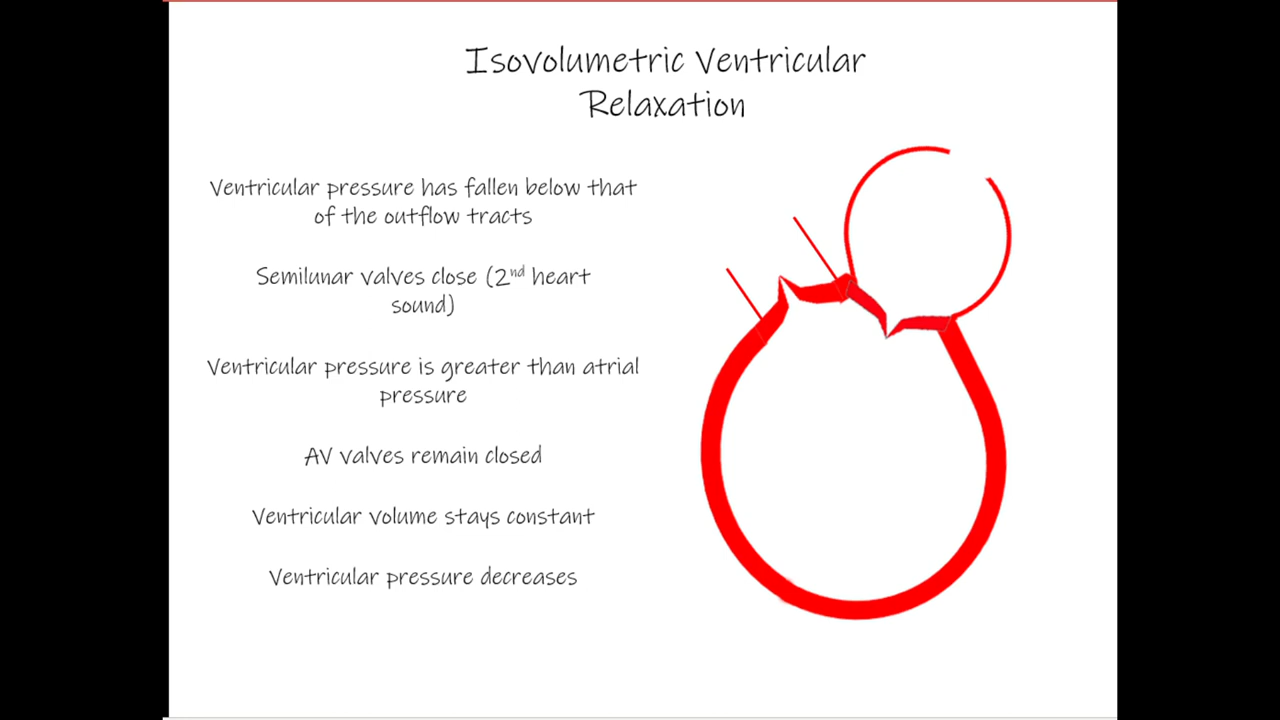 Isovolumetric Ventricular
Relaxation
Ventricular pressure has fallen below that
of the outflow tracts
Semilunar valves close (2nd heart
sound)
Ventricular pressure is greater than atrial
pressure
AV valves remain closed
Ventricular volume stays constant
Ventricular pressure decreases